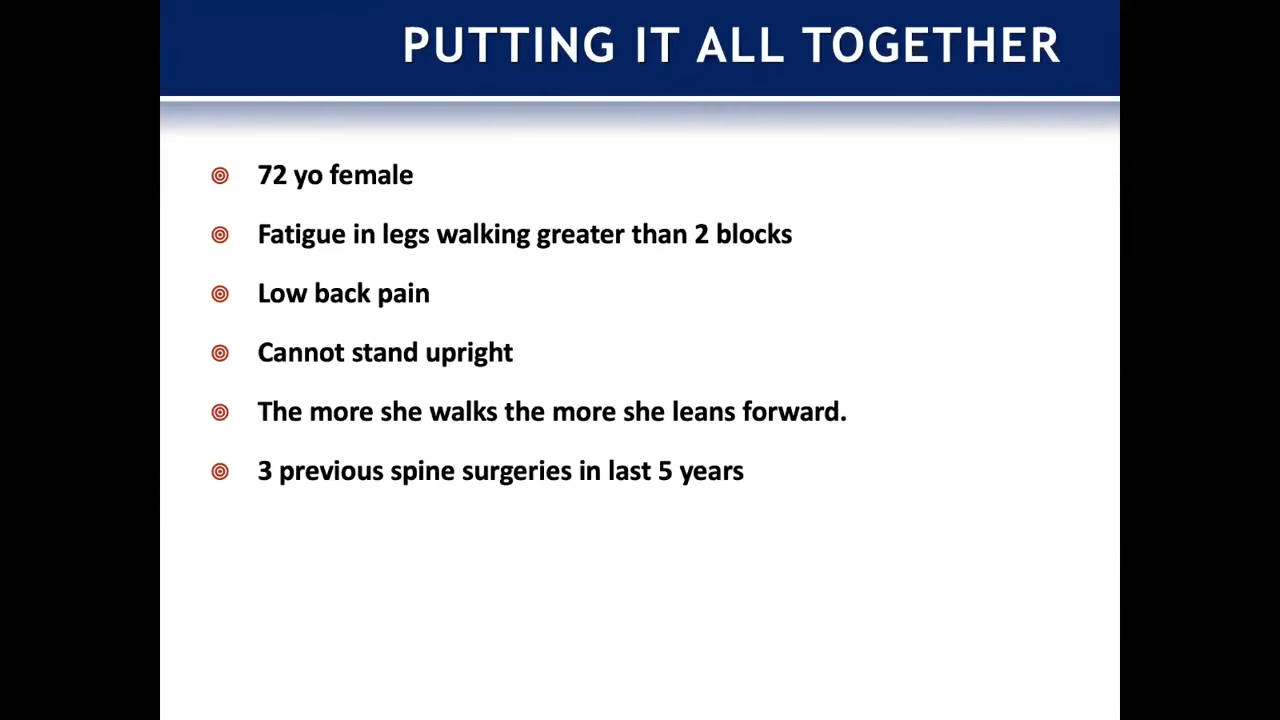 PUTTING IT ALL TOGETHER
72 yo female
Fatigue in legs walking greater than 2 blocks
Low back pain
Cannot stand upright
The more she walks the more she leans forward.
3 previous spine surgeries in last 5 years